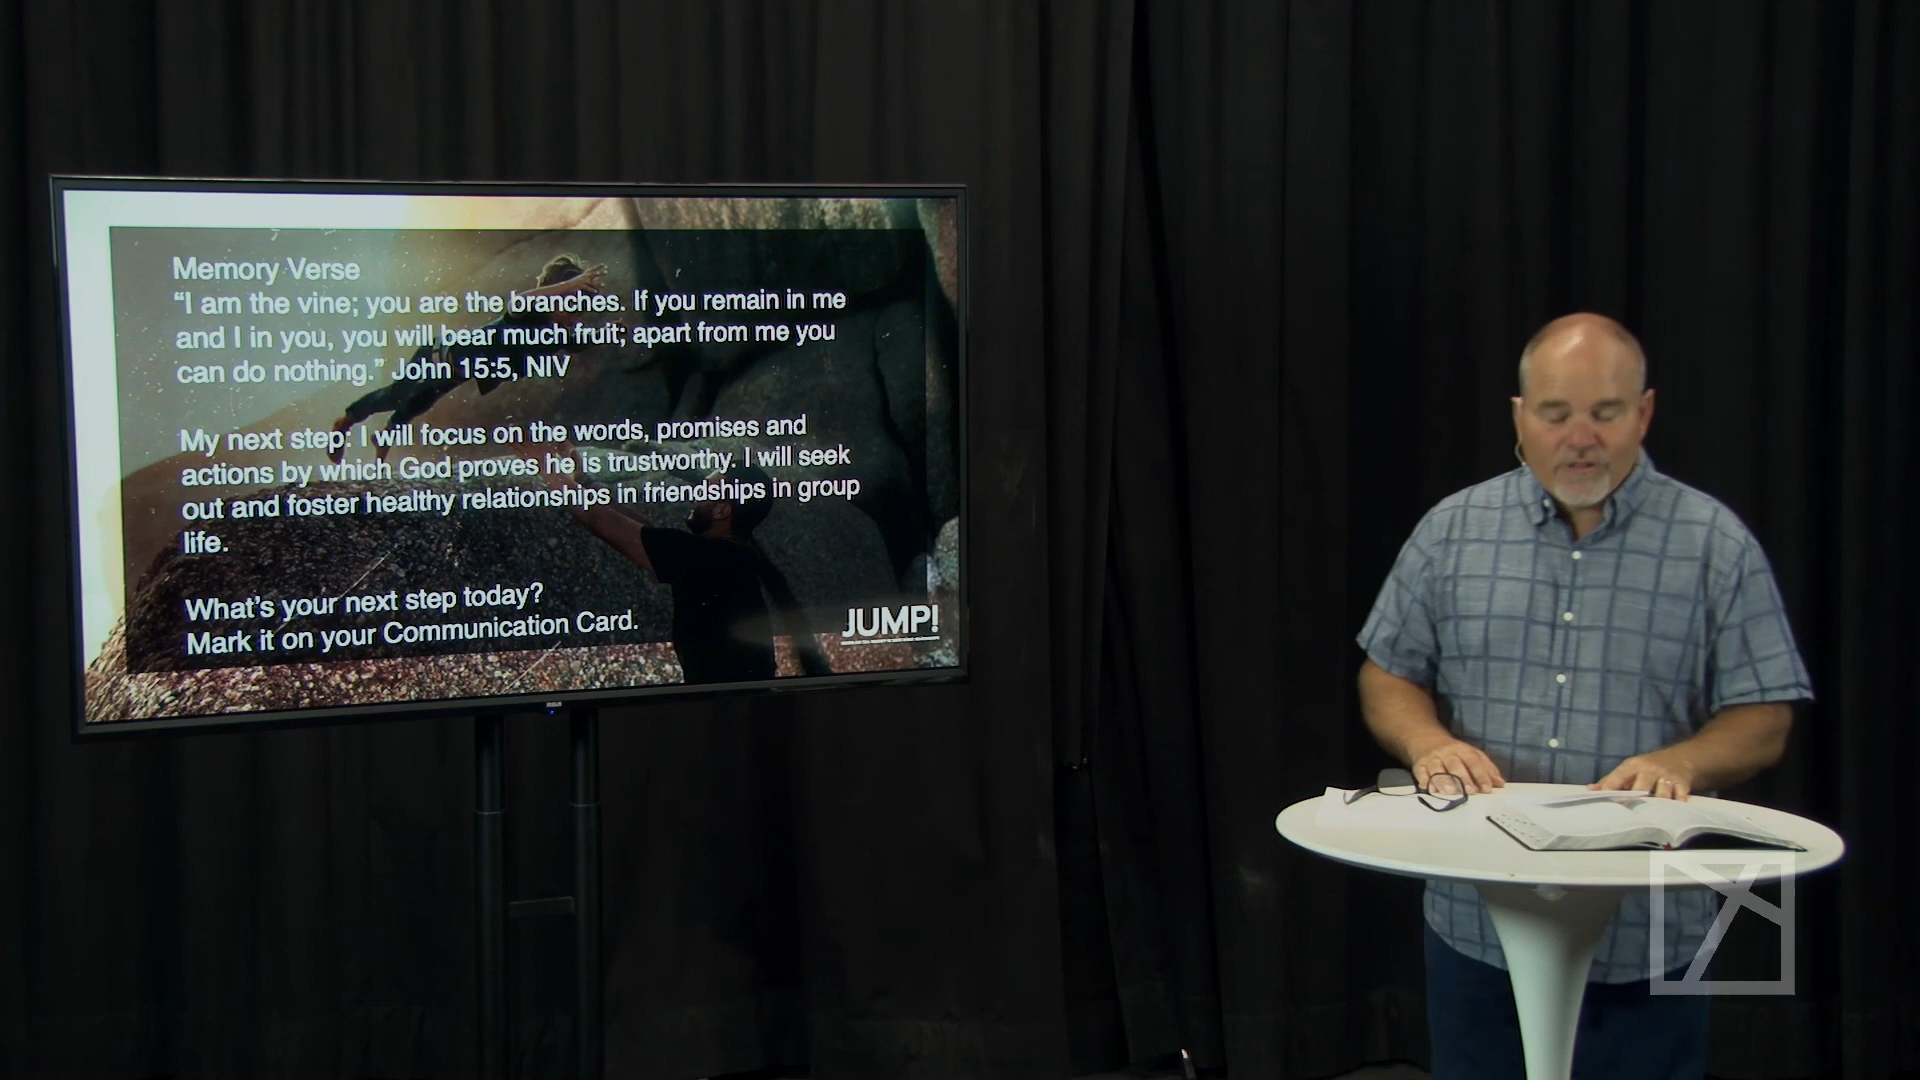 Memory Verse
“I am the vine; you are the branches. If you remain in me
and I in you, you will bear much fruit; apart from me you
can do nothing.” John 15:5, NIV
My next step: I will focus on the words, promises and
actions by which God proves he is trustworthy. I will seek
out and foster healthy relationships in friendships in group
life.
What’s your next step today?
Mark it on your Communication Card.
JUMP!
RCA